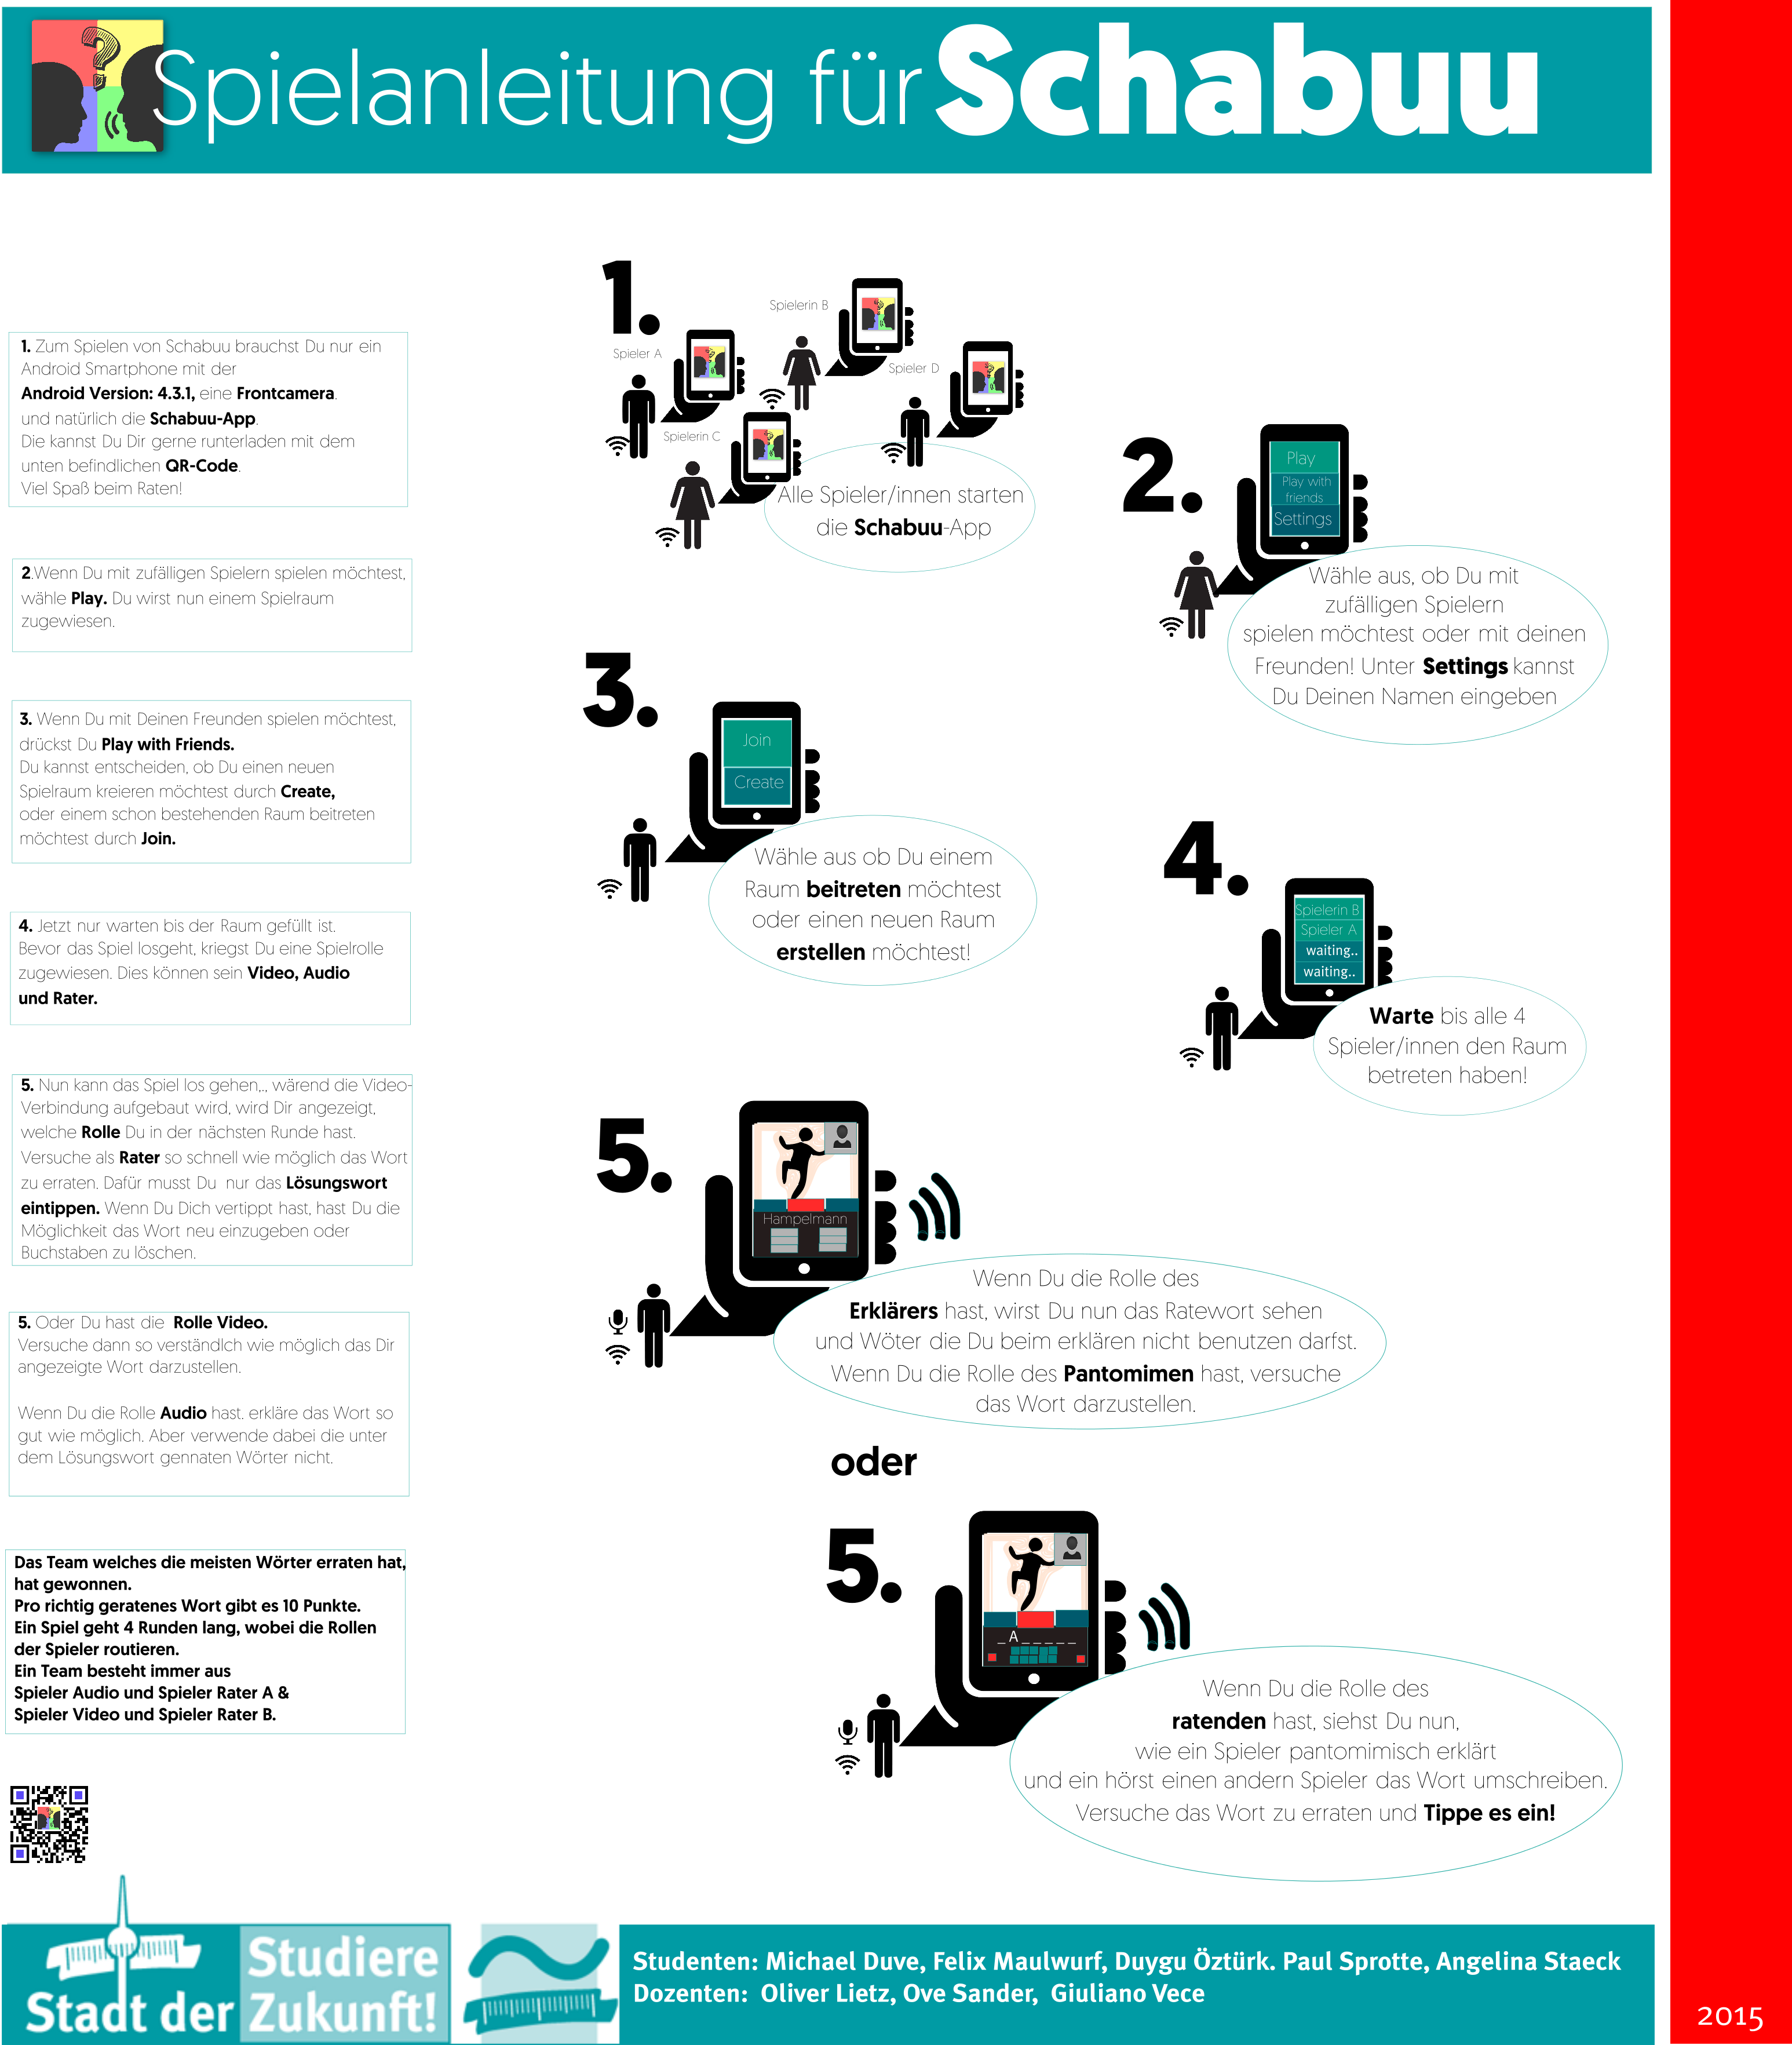 Spielanleitung für Schabuu
1. Zum Spielen von Schabuu brauchst Du nur ein
Android Smartphone mit der
Android Version: 4.3.1, eine Frontcamera.
und natürlich die Schabuu-App.
Die kannst Du Dir gerne runterladen mit dem
unten befindlichen QR-Code.
Viel Spaß beim Raten!
2.Wenn Du mit zufälligen Spielern spielen möchtest,
wähle Play. Du wirst nun einem Spielraum
zugewiesen.
3. Wenn Du mit Deinen Freunden spielen möchtest,
drückst Du Play with Friends.
Du kannst entscheiden, ob Du einen neuen
Spielraum kreieren möchtest durch Create,
oder einem schon bestehenden Raum beitreten
möchtest durch Join.
4. Jetzt nur warten bis der Raum gefüllt ist.
Bevor das Spiel losgeht, kriegst Du eine Spielrolle
zugewiesen. Dies können sein Video, Audio
und Rater.
5. Nun kann das Spiel los gehen,., wärend die Video-
Verbindung aufgebaut wird, wird Dir angezeigt,
welche Rolle Du in der nächsten Runde hast.
Versuche als Rater so schnell wie möglich das Wort
zu erraten. Dafür musst Du nur das Lösungswort
eintippen. Wenn Du Dich vertippt hast, hast Du die
Möglichkeit das Wort neu einzugeben oder
Buchstaben zu löschen.
5. Oder Du hast die Rolle Video.
Versuche dann so verständlch wie möglich das Dir
angezeigte Wort darzustellen.
Wenn Du die Rolle Audio hast. erkläre das Wort so
gut wie möglich. Aber verwende dabei die unter
dem Lösungswort gennaten Wörter nicht.
Das Team welches die meisten Wörter erraten hat,
hat gewonnen.
Pro richtig geratenes Wort gibt es 10 Punkte.
Ein Spiel geht 4 Runden lang, wobei die Rollen
der Spieler routieren.
Ein Team besteht immer aus
Spieler Audio und Spieler Rater A &
Spieler Video und Spieler Rater B.
1.
Spieler A
Spielerin B
Spielerin C
Spieler D
Alle Spieler/innen starten
die Schabuu-App
2.
Play
Play with
friends
Settings
Wähle aus, ob Du mit
zufälligen Spielern
spielen möchtest oder mit deinen
Freunden! Unter Settings kannst
Du Deinen Namen eingeben
3.
Join
Create
Wähle aus ob Du einem
Raum beitreten möchtest
oder einen neuen Raum
erstellen möchtest!
4.
Spielerin B
Spieler A
waiting..
waiting..
Warte bis alle 4
Spieler/innen den Raum
betreten haben!
5.
Hampelmann
Wenn Du die Rolle des
Erklärers hast, wirst Du nun das Ratewort sehen
und Wöter die Du beim erklären nicht benutzen darfst.
Wenn Du die Rolle des Pantomimen hast, versuche
das Wort darzustellen.
oder
5.
_ A _ _ _ _ _
Wenn Du die Rolle des
ratenden hast, siehst Du nun,
wie ein Spieler pantomimisch erklärt
und ein hörst einen andern Spieler das Wort umschreiben.
Versuche das Wort zu erraten und Tippe es ein!
Stadt der
Studiere
Zukunft!
Studenten: Michael Duve, Felix Maulwurf, Duygu Öztürk. Paul Sprotte, Angelina Staeck
Dozenten: Oliver Lietz, Ove Sander, Giuliano Vece
2015